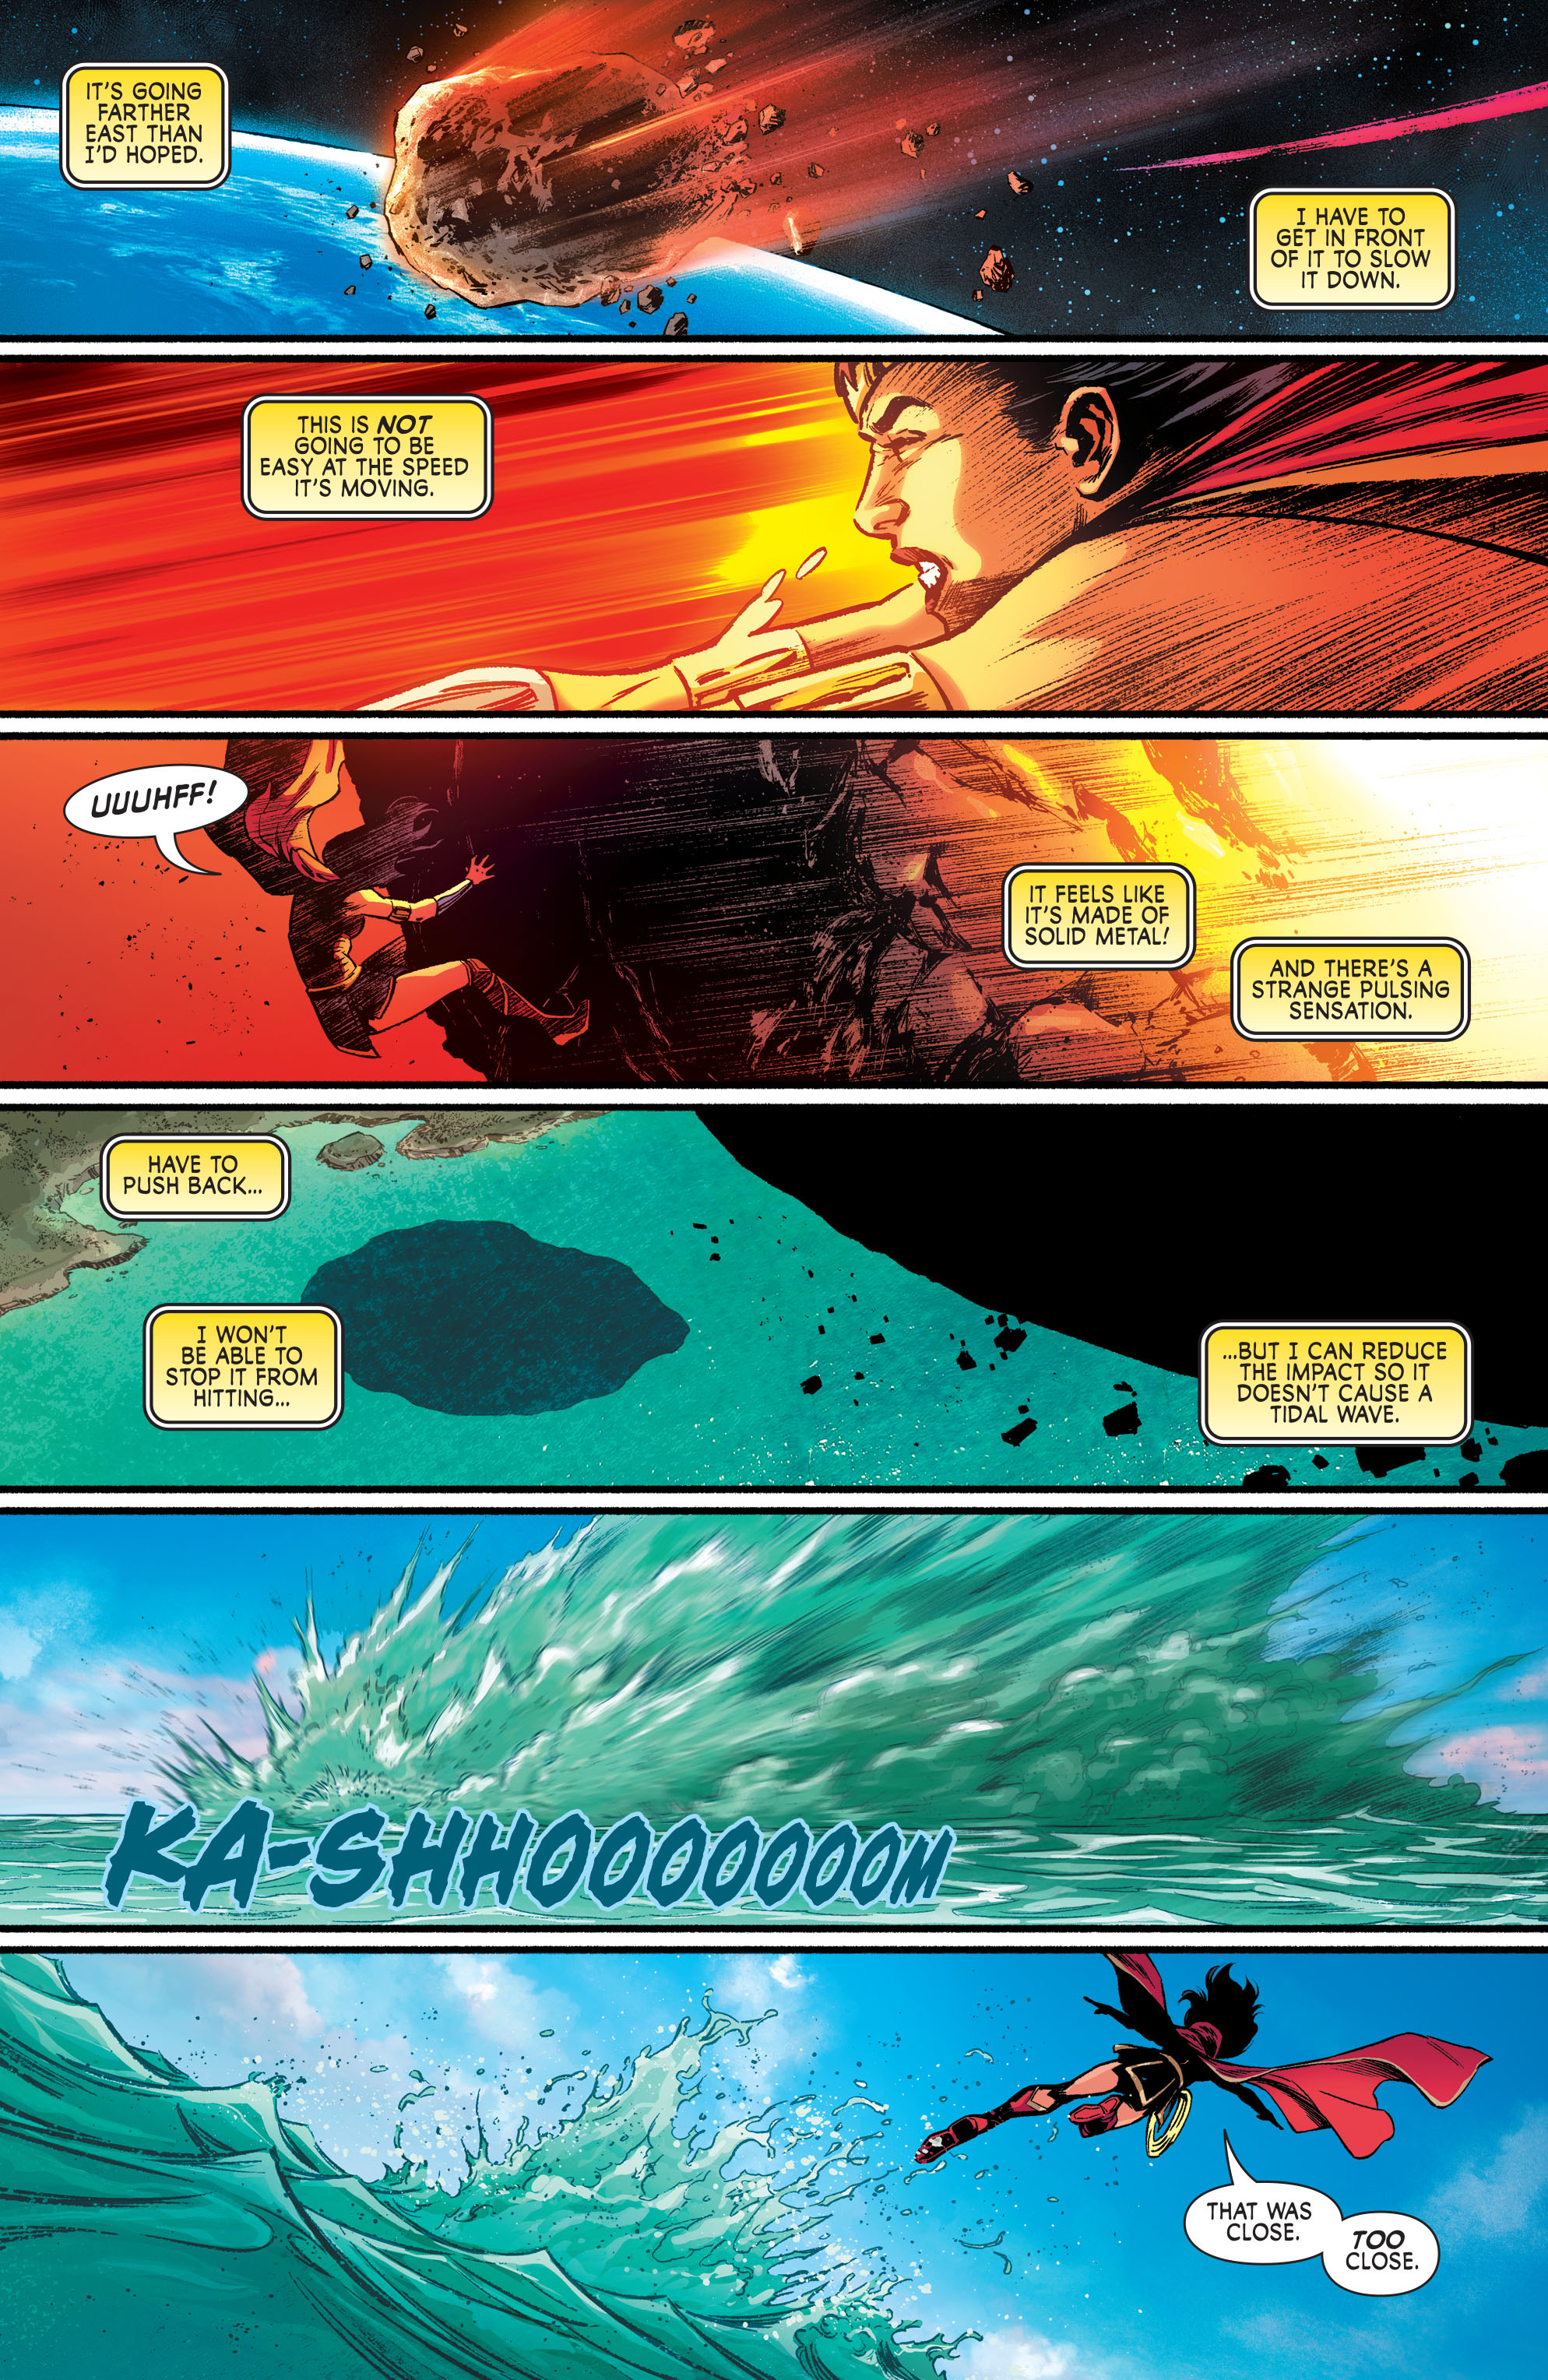 IT'S GOING
FARTHER
EAST THAN
I'D HOPED.
I HAVE TO
GET IN FRONT
OF IT TO SLOW
IT DOWN.
THIS IS NOT
GOING TO BE
EASY AT THE SPEED
IT'S MOVING.
UUUHFF!
IT FEELS LIKE
IT'S MADE OF
SOLID METAL!
AND THERE'S A
STRANGE PULSING
SENSATION.
HAVE TO
PUSH BACK...
I WON'T
BE ABLE TO
STOP IT FROM
HITTING...
...BUT I CAN REDUCE
THE IMPACT SO IT
DOESN'T CAUSE A
TIDAL WAVE.
KA-SHHOOOOOOOOM
THAT WAS
CLOSE.
TOO
CLOSE.